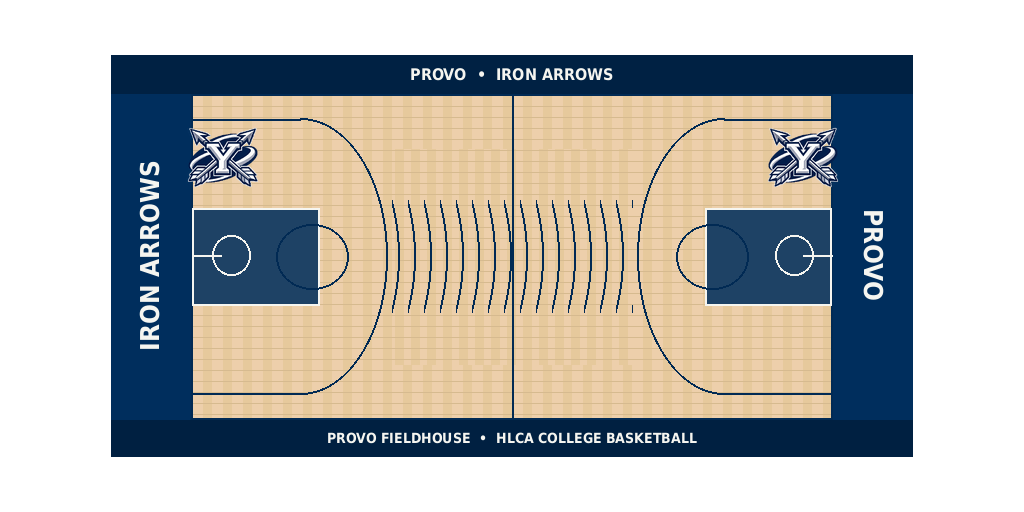 PROVO • IRON ARROWS
Y
Y
IRON ARROWS
PROVO
PROVO FIELDHOUSE • HLCA COLLEGE BASKETBALL